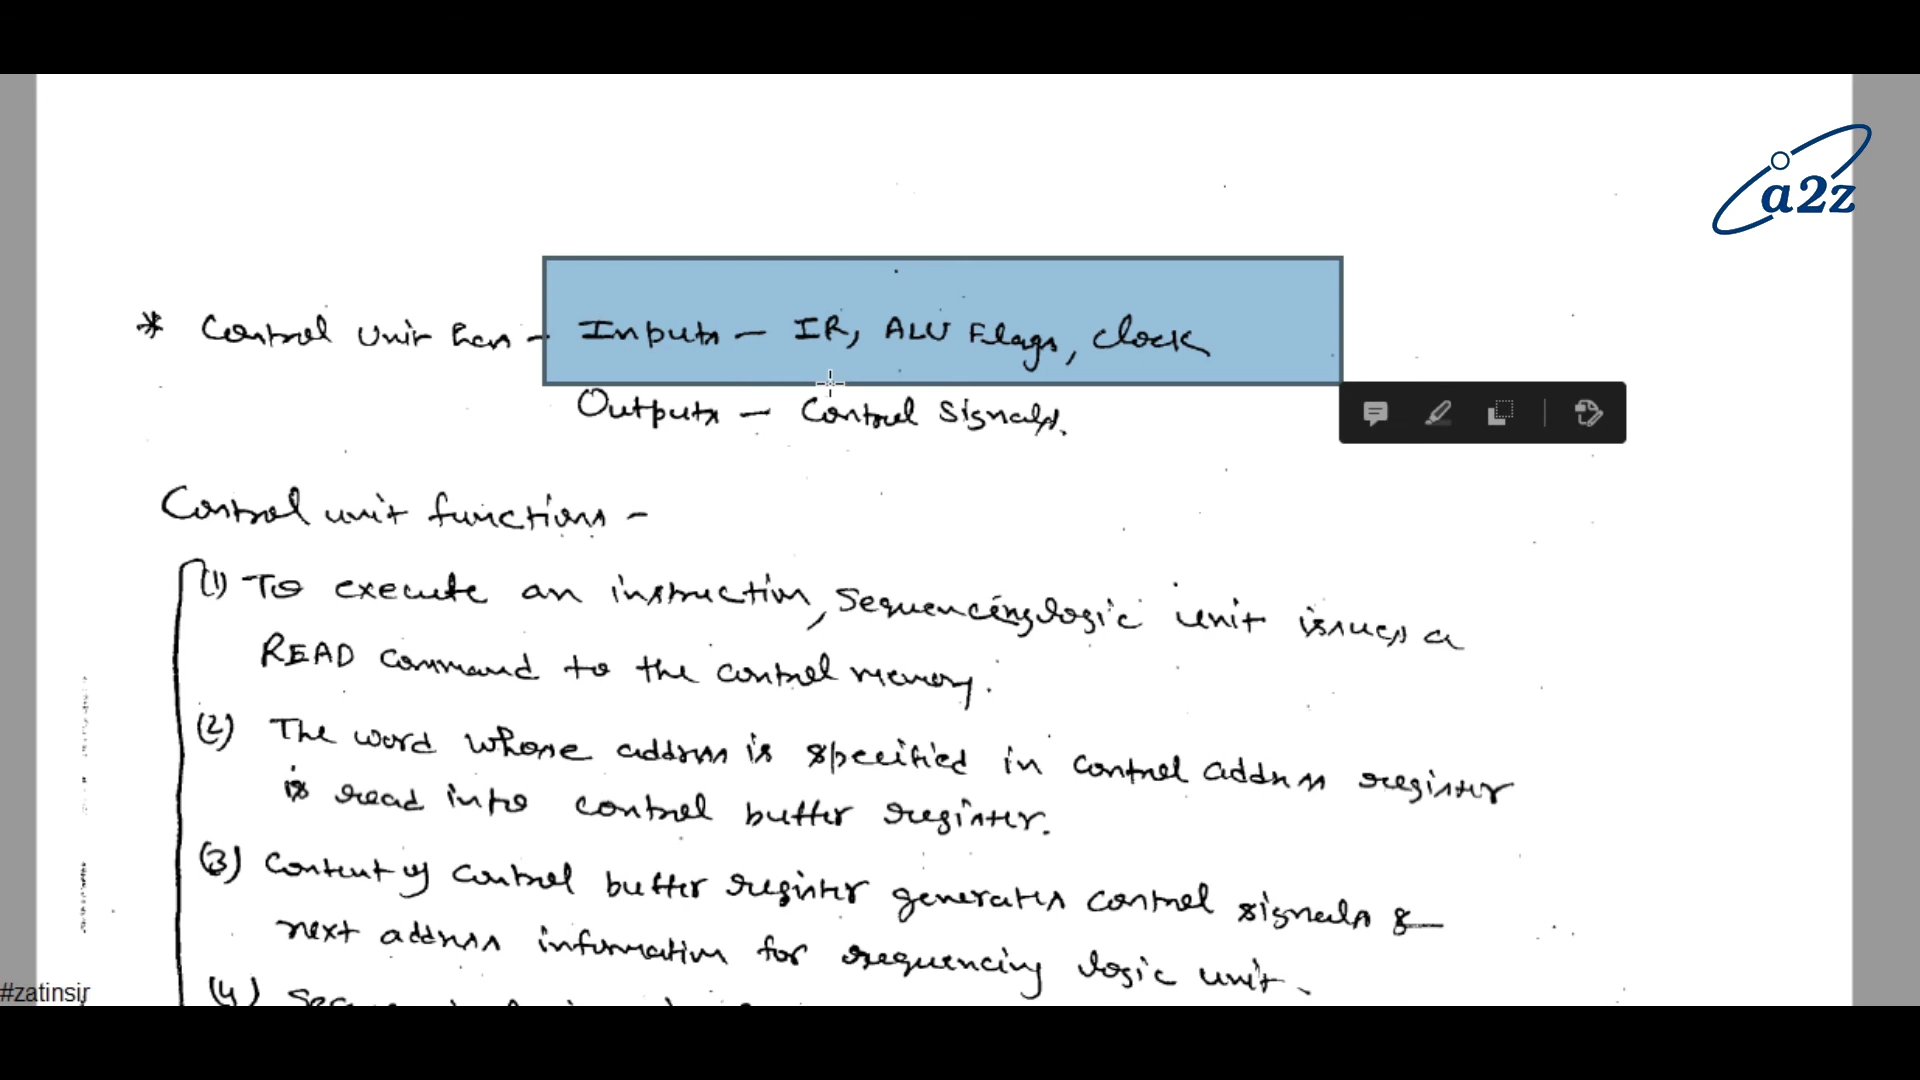 a2z
* Control Unit has - Inputs - IR, ALU Flags, Clock
Outputs - Control Signals.
Control unit functions -
(1) To execute an instruction, Sequencing logic unit issues a
READ command to the control memory.
(2) The word whose address is specified in control address register
is read into control buffer register.
(3) Content of control buffer register generates control signals &
next address information for sequencing logic unit.
(4)
#zatinsir